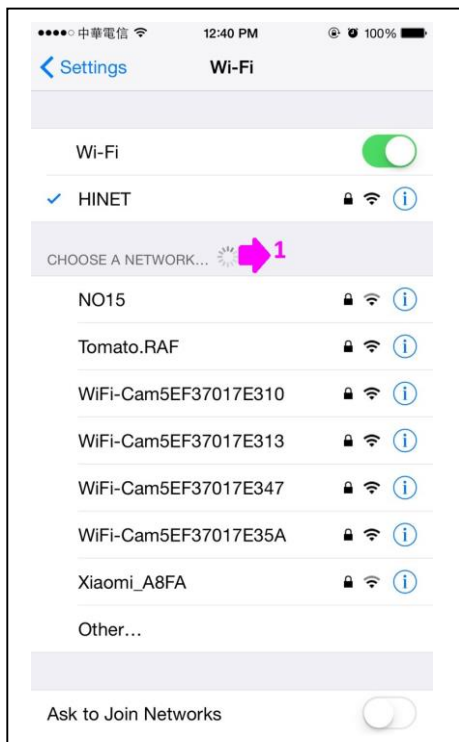 中華電信 12:40 PM 100%
Settings Wi-Fi
Wi-Fi
HINET
CHOOSE A NETWORK... 1
NO15
Tomato.RAF
WiFi-Cam5EF37017E310
WiFi-Cam5EF37017E313
WiFi-Cam5EF37017E347
WiFi-Cam5EF37017E35A
Xiaomi_A8FA
Other...
Ask to Join Networks